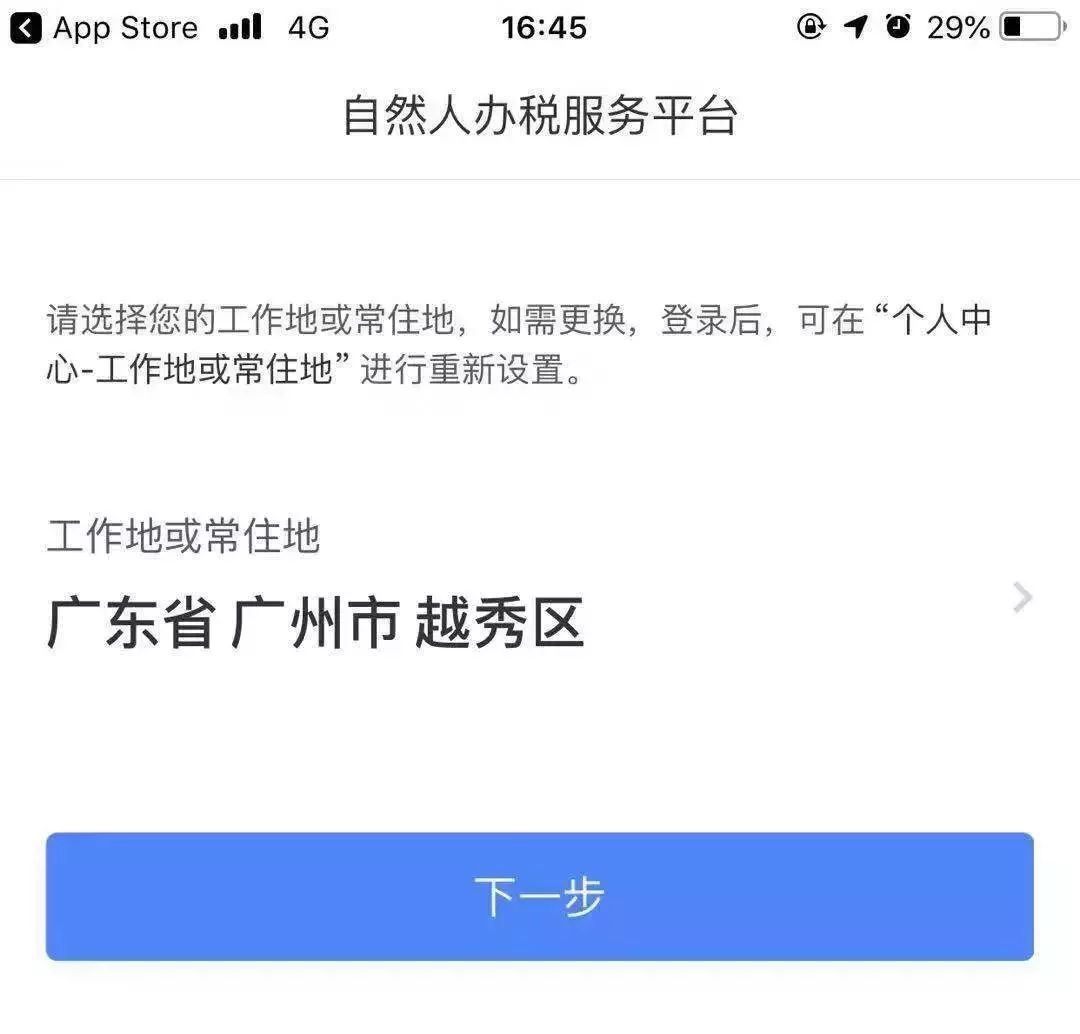 App Store 4G 16:45 29%
自然人办税服务平台
请选择您的工作地或常住地，如需更换，登录后，可在“个人中
心-工作地或常住地”进行重新设置。
工作地或常住地
广东省 广州市 越秀区
下一步